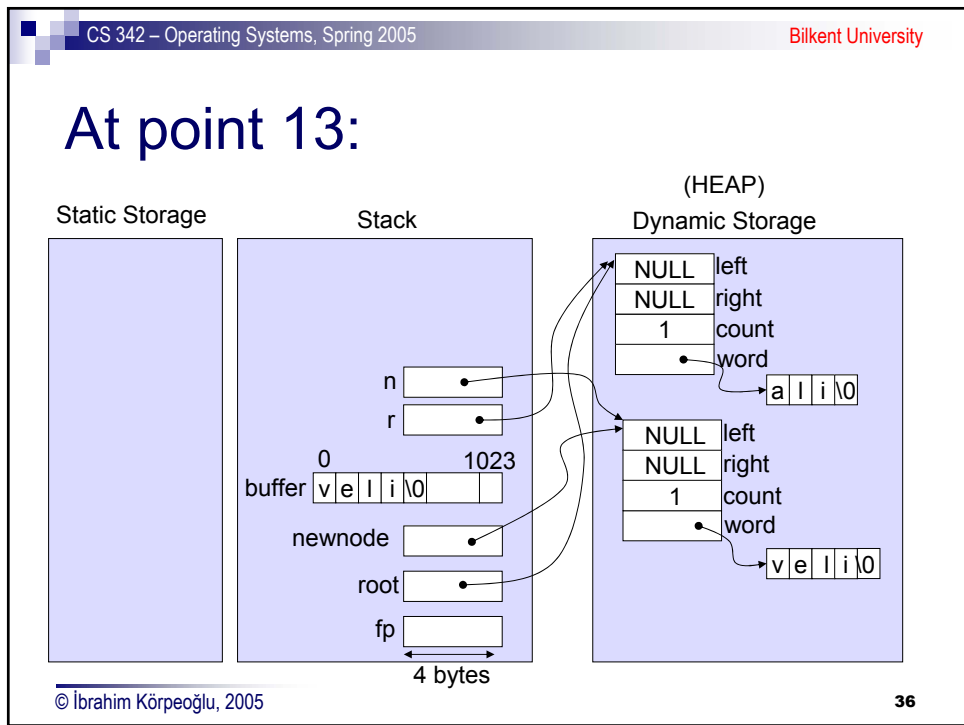 CS 342 – Operating Systems, Spring 2005
Bilkent University
At point 13:
Static Storage
Stack
(HEAP)
Dynamic Storage
NULL left
NULL right
1 count
word
a l i \0
n
r
0 1023
buffer v e l i \0
newnode
root
fp
4 bytes
NULL left
NULL right
1 count
word
v e l i \0
© İbrahim Körpeoğlu, 2005
36